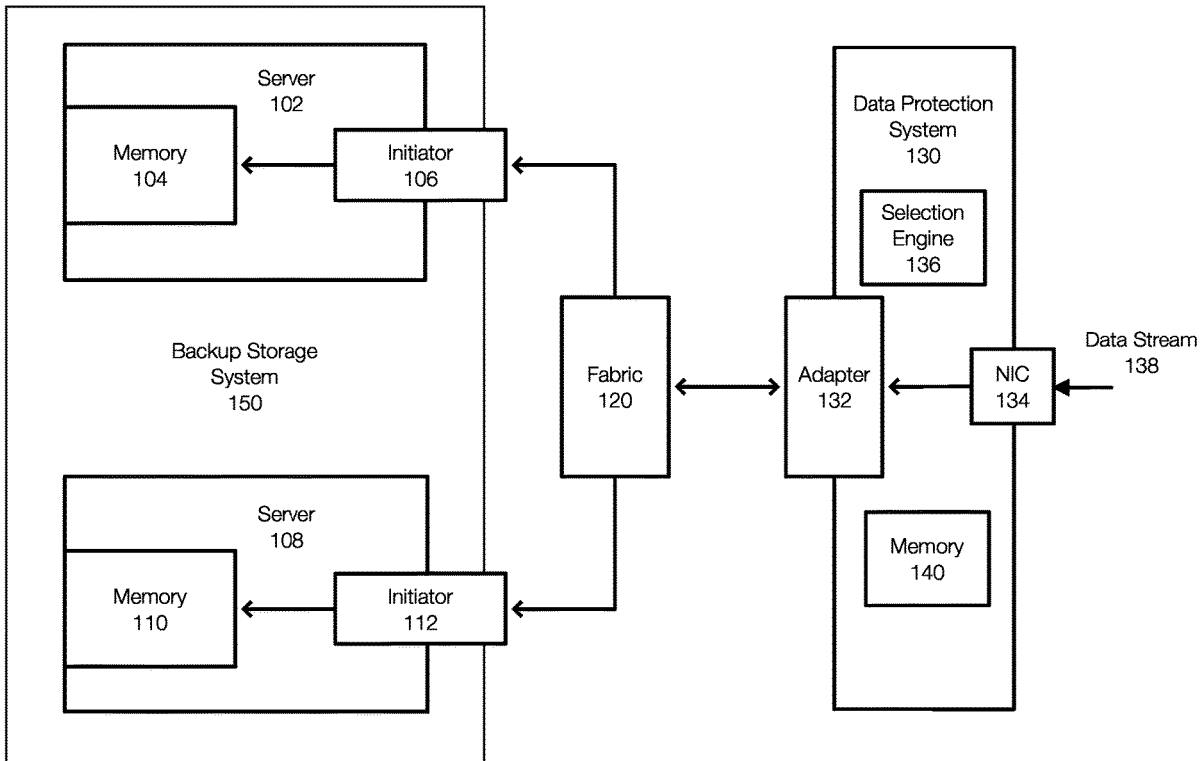 Server
102
Memory
104
Initiator
106
Backup Storage
System
150
Server
108
Memory
110
Initiator
112
Fabric
120
Data Protection
System
130
Selection
Engine
136
Adapter
132
NIC
134
Data Stream
138
Memory
140